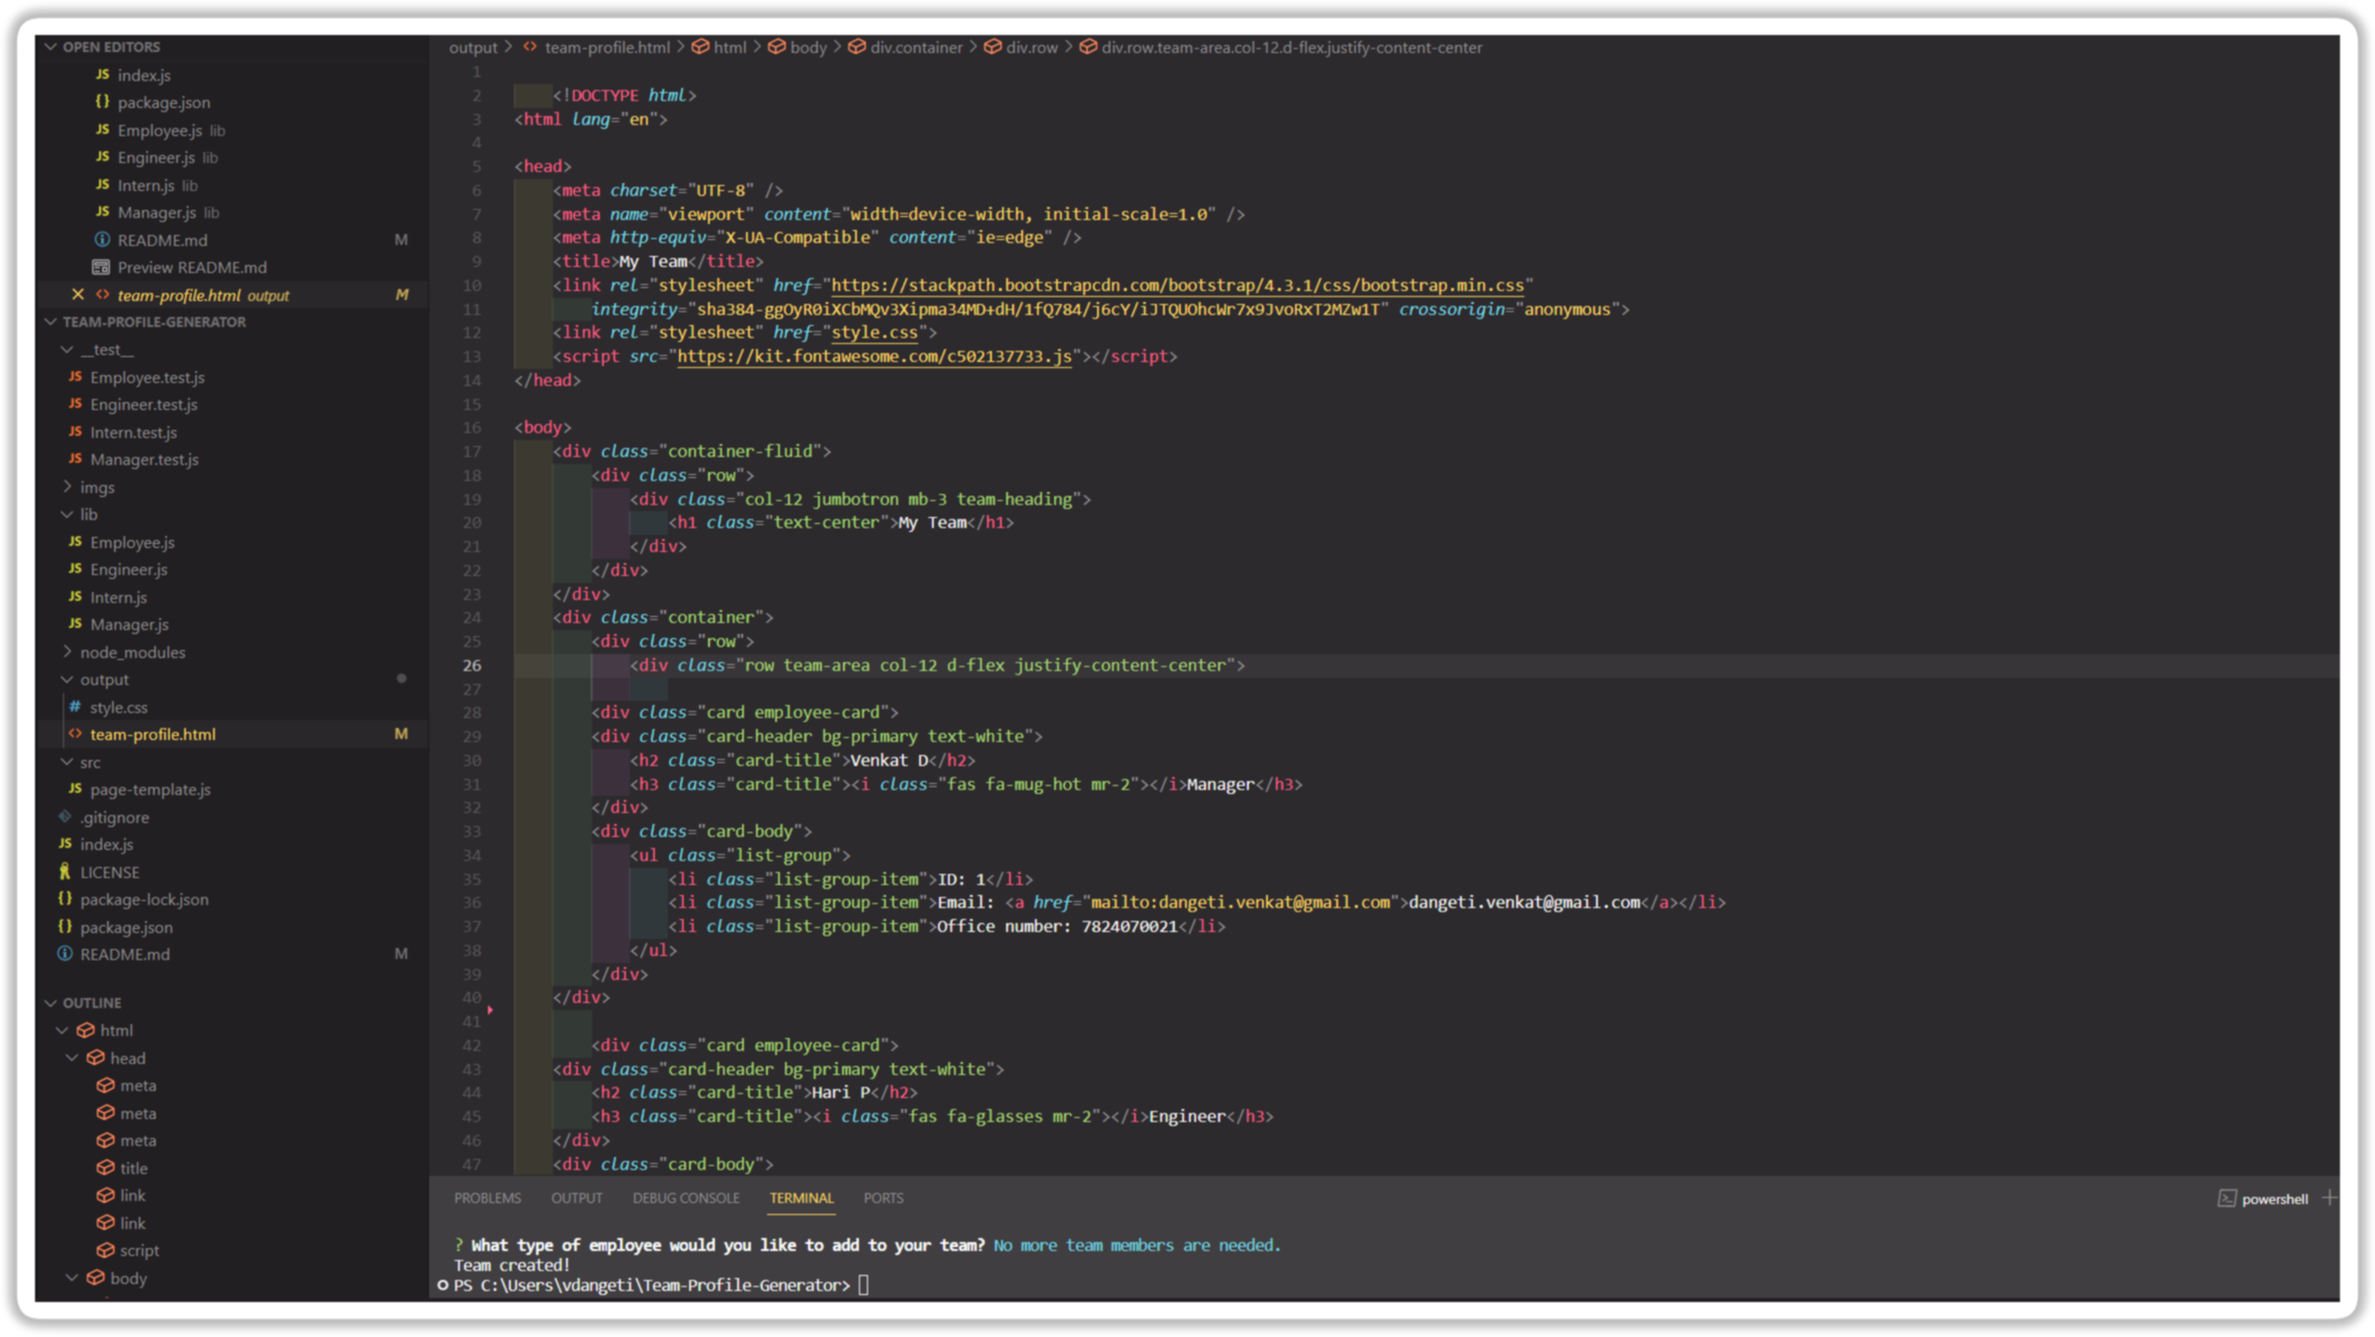 OPEN EDITORS
JS index.js
{} package.json
JS Employee.js lib
JS Engineer.js lib
JS Intern.js lib
JS Manager.js lib
README.md M
Preview README.md
team-profile.html output M
TEAM-PROFILE-GENERATOR
__test__
JS Employee.test.js
JS Engineer.test.js
JS Intern.test.js
JS Manager.test.js
imgs
lib
JS Employee.js
JS Engineer.js
JS Intern.js
JS Manager.js
node_modules
output
# style.css
<> team-profile.html M
src
JS page-template.js
.gitignore
JS index.js
LICENSE
{} package-lock.json
{} package.json
README.md M
OUTLINE
html
head
meta
meta
meta
title
link
link
script
body
output > <> team-profile.html > html > body > div.container > div.row > div.row.team-area.col-12.d-flex.justify-content-center
1
2 <!DOCTYPE html>
3 <html lang="en">
4
5 <head>
6 <meta charset="UTF-8" />
7 <meta name="viewport" content="width=device-width, initial-scale=1.0" />
8 <meta http-equiv="X-UA-Compatible" content="ie=edge" />
9 <title>My Team</title>
10 <link rel="stylesheet" href="https://stackpath.bootstrapcdn.com/bootstrap/4.3.1/css/bootstrap.min.css"
11 integrity="sha384-ggOyR0iXCbMQv3Xipma34MD+dH/1fQ784/j6cY/iJTQUOhcWr7x9JvoRxT2MZw1T" crossorigin="anonymous">
12 <link rel="stylesheet" href="style.css">
13 <script src="https://kit.fontawesome.com/c502137733.js"></script>
14 </head>
15
16 <body>
17 <div class="container-fluid">
18 <div class="row">
19 <div class="col-12 jumbotron mb-3 team-heading">
20 <h1 class="text-center">My Team</h1>
21 </div>
22 </div>
23 </div>
24 <div class="container">
25 <div class="row">
26 <div class="row team-area col-12 d-flex justify-content-center">
27
28 <div class="card employee-card">
29 <div class="card-header bg-primary text-white">
30 <h2 class="card-title">Venkat D</h2>
31 <h3 class="card-title"><i class="fas fa-mug-hot mr-2"></i>Manager</h3>
32 </div>
33 <div class="card-body">
34 <ul class="list-group">
35 <li class="list-group-item">ID: 1</li>
36 <li class="list-group-item">Email: <a href="mailto:dangeti.venkat@gmail.com">dangeti.venkat@gmail.com</a></li>
37 <li class="list-group-item">Office number: 7824070021</li>
38 </ul>
39 </div>
40 </div>
41
42 <div class="card employee-card">
43 <div class="card-header bg-primary text-white">
44 <h2 class="card-title">Hari P</h2>
45 <h3 class="card-title"><i class="fas fa-glasses mr-2"></i>Engineer</h3>
46 </div>
47 <div class="card-body">
PROBLEMS OUTPUT DEBUG CONSOLE TERMINAL PORTS powershell +
? What type of employee would you like to add to your team? No more team members are needed.
Team created!
PS C:\Users\vdangeti\Team-Profile-Generator>